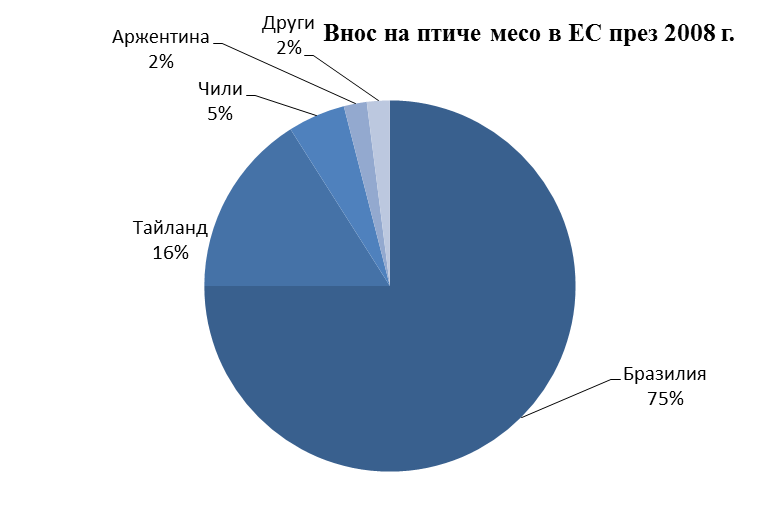 Внос на птиче месо в ЕС през 2008 г.
Други
2%
Аржентина
2%
Чили
5%
Тайланд
16%
Бразилия
75%